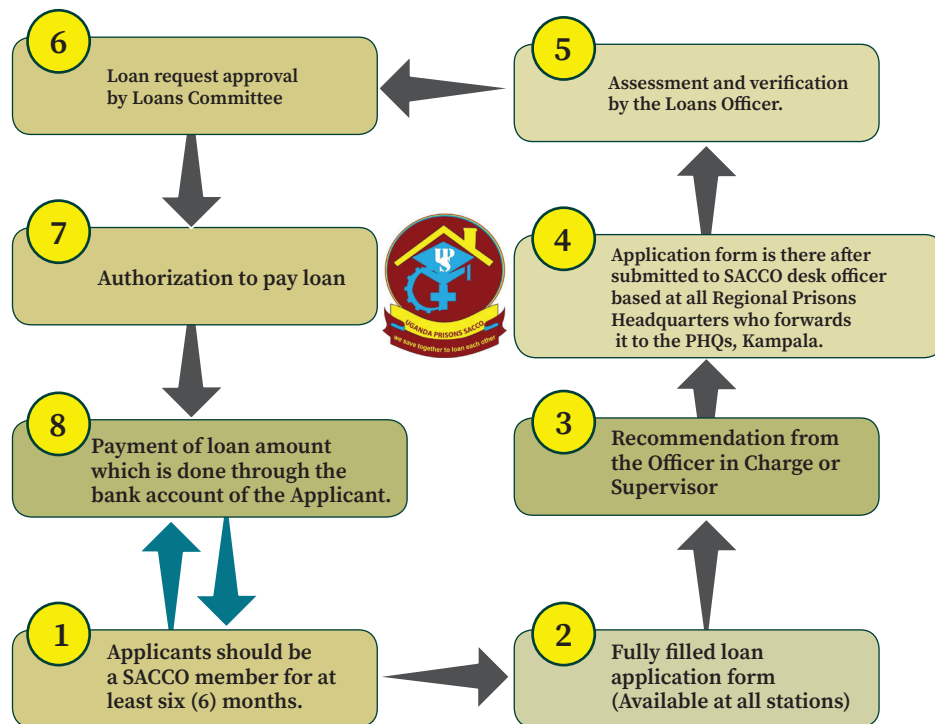 6
Loan request approval
by Loans Committee
5
Assessment and verification
by the Loans Officer.
7
Authorization to pay loan
UPS
UGANDA PRISONS SACCO
we save together to loan each other
4
Application form is there after
submitted to SACCO desk officer
based at all Regional Prisons
Headquarters who forwards
it to the PHQs, Kampala.
8
Payment of loan amount
which is done through the
bank account of the Applicant.
3
Recommendation from
the Officer in Charge or
Supervisor
1
Applicants should be
a SACCO member for at
least six (6) months.
2
Fully filled loan
application form
(Available at all stations)